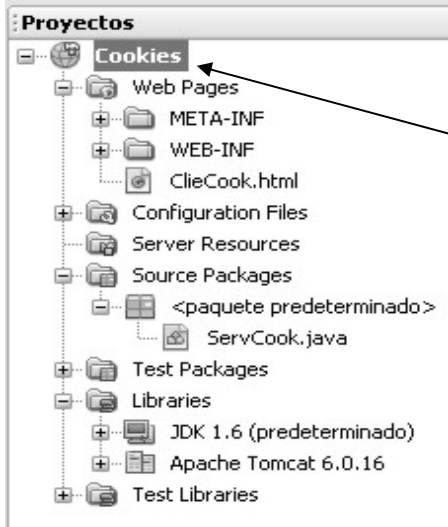 Proyectos
Cookies
Web Pages
META-INF
WEB-INF
ClieCook.html
Configuration Files
Server Resources
Source Packages
<paquete predeterminado>
ServCook.java
Test Packages
Libraries
JDK 1.6 (predeterminado)
Apache Tomcat 6.0.16
Test Libraries